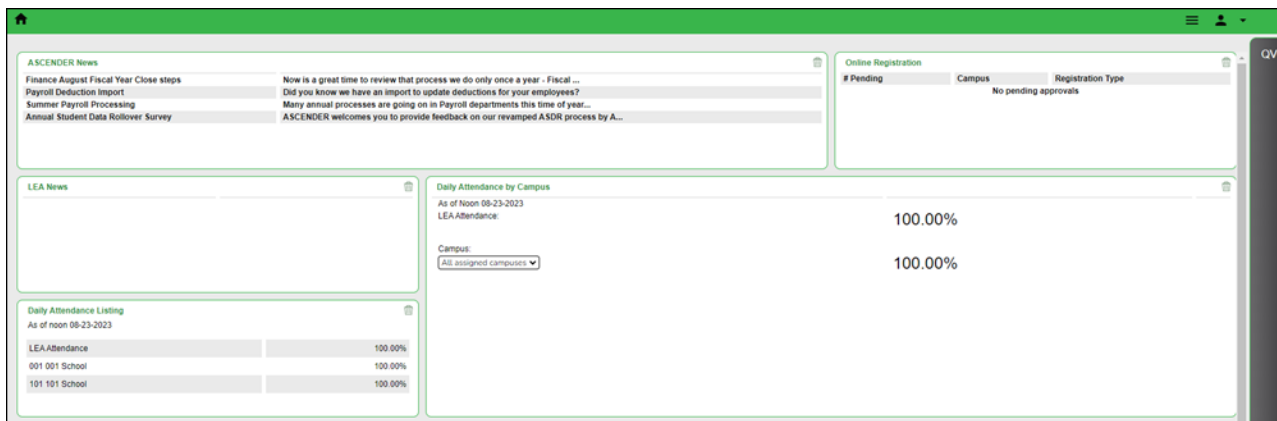 QV
ASCENDER News
Finance August Fiscal Year Close steps Now is a great time to review that process we do only once a year - Fiscal ...
Payroll Deduction Import Did you know we have an import to update deductions for your employees?
Summer Payroll Processing Many annual processes are going on in Payroll departments this time of year...
Annual Student Data Rollover Survey ASCENDER welcomes you to provide feedback on our revamped ASDR process by A...
Online Registration
# Pending Campus Registration Type
No pending approvals
LEA News
Daily Attendance by Campus
As of Noon 08-23-2023
LEA Attendance: 100.00%
Campus:
All assigned campuses 100.00%
Daily Attendance Listing
As of noon 08-23-2023
LEA Attendance 100.00%
001 001 School 100.00%
101 101 School 100.00%